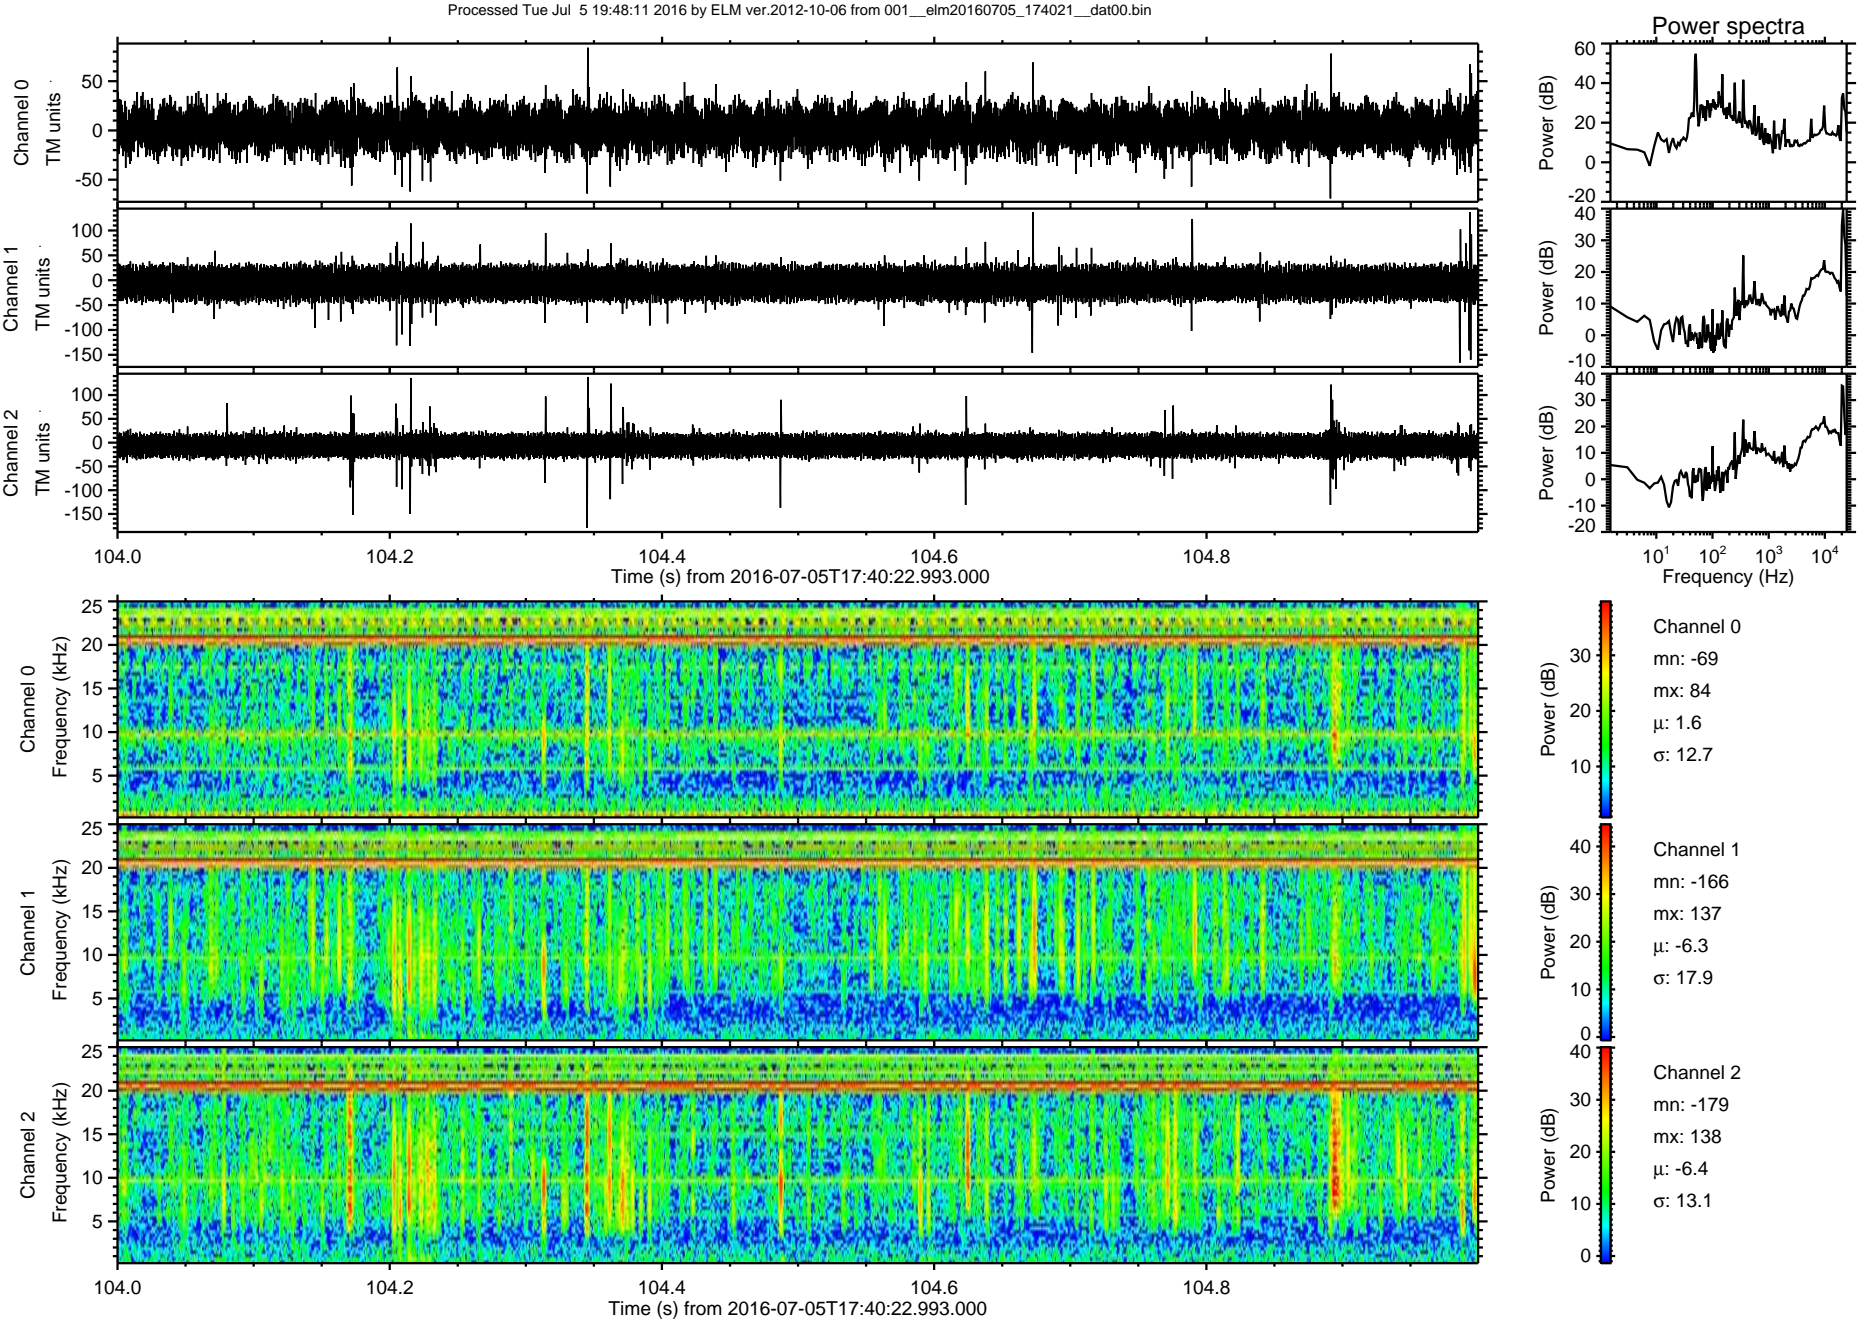 Processed Tue Jul  5 19:48:11 2016 by ELM ver.2012-10-06 from 001__elm20160705_174021__dat00.bin
Power spectra
Channel 0
TM units
50
0
-50
Power (dB)
60
40
20
0
-20
Channel 1
TM units
100
50
0
-50
-100
-150
Power (dB)
40
30
20
10
0
-10
Channel 2
TM units
100
50
0
-50
-100
-150
Power (dB)
40
30
20
10
0
-10
-20
104.0 104.2 104.4 104.6 104.8
Time (s) from 2016-07-05T17:40:22.993.000
10^1 10^2 10^3 10^4
Frequency (Hz)
Channel 0
Frequency (kHz)
25
20
15
10
5
Power (dB)
30
20
10
Channel 0
mn: -69
mx: 84
μ: 1.6
σ: 12.7
Channel 1
Frequency (kHz)
25
20
15
10
5
Power (dB)
40
30
20
10
0
Channel 1
mn: -166
mx: 137
μ: -6.3
σ: 17.9
Channel 2
Frequency (kHz)
25
20
15
10
5
Power (dB)
40
30
20
10
0
Channel 2
mn: -179
mx: 138
μ: -6.4
σ: 13.1
104.0 104.2 104.4 104.6 104.8
Time (s) from 2016-07-05T17:40:22.993.000